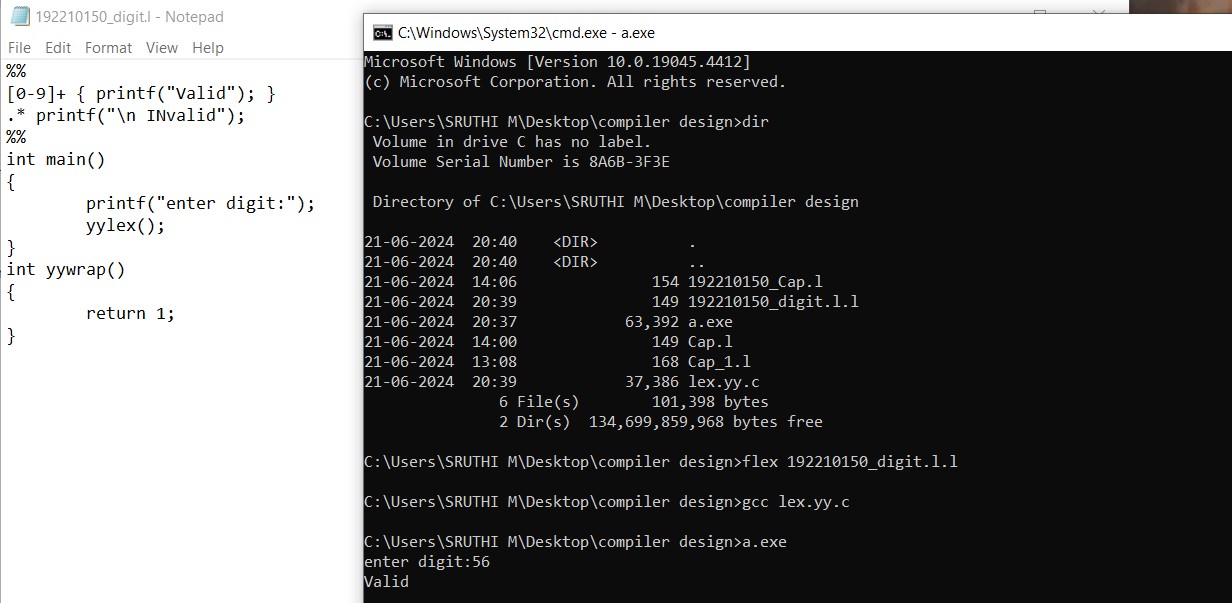 192210150_digit.l - Notepad
File Edit Format View Help
%%
[0-9]+ { printf("Valid"); }
.* printf("\n INvalid");
%%
int main()
{
printf("enter digit:");
yylex();
}
int yywrap()
{
return 1;
}
C:\Windows\System32\cmd.exe - a.exe
Microsoft Windows [Version 10.0.19045.4412]
(c) Microsoft Corporation. All rights reserved.
C:\Users\SRUTHI M\Desktop\compiler design>dir
Volume in drive C has no label.
Volume Serial Number is 8A6B-3F3E
Directory of C:\Users\SRUTHI M\Desktop\compiler design
21-06-2024 20:40 <DIR> .
21-06-2024 20:40 <DIR> ..
21-06-2024 14:06 154 192210150_Cap.l
21-06-2024 20:39 149 192210150_digit.l.l
21-06-2024 20:37 63,392 a.exe
21-06-2024 14:00 149 Cap.l
21-06-2024 13:08 168 Cap_1.l
21-06-2024 20:39 37,386 lex.yy.c
6 File(s) 101,398 bytes
2 Dir(s) 134,699,859,968 bytes free
C:\Users\SRUTHI M\Desktop\compiler design>flex 192210150_digit.l.l
C:\Users\SRUTHI M\Desktop\compiler design>gcc lex.yy.c
C:\Users\SRUTHI M\Desktop\compiler design>a.exe
enter digit:56
Valid